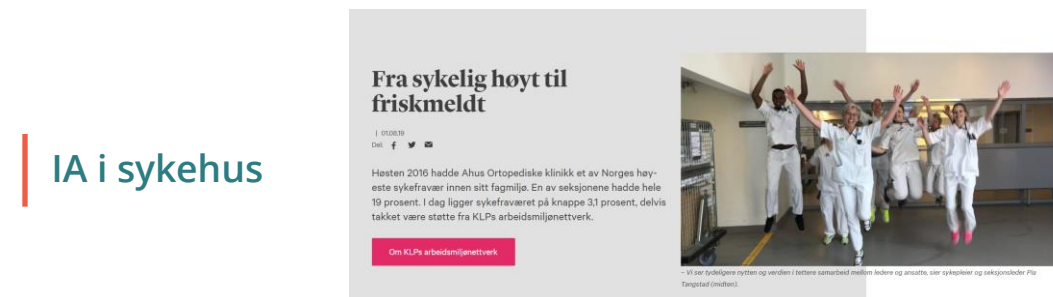 IA i sykehus
Fra sykelig høyt til
friskmeldt
| 01.09.19
Del:
Høsten 2016 hadde Ahus Ortopediske klinikk et av Norges høy-
este sykefravær innen sitt fagmiljø. En av seksjonene hadde hele
19 prosent. I dag ligger sykefraværet på knappe 3,1 prosent, delvis
takket være støtte fra KLPs arbeidsmiljønettverk.
Om KLPs arbeidsmiljønettverk
– Vi ser tydeligere nytten og verdien i tettere samarbeid mellom ledere og ansatte, sier sykepleier og seksjonsleder Pia
Tangstad (midten).